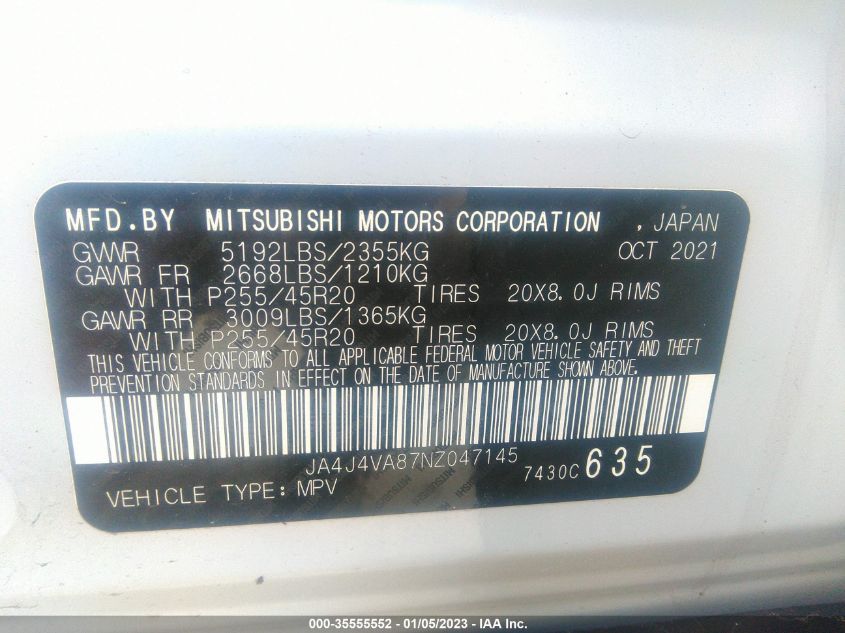 MFD.BY MITSUBISHI MOTORS CORPORATION , JAPAN
GVWR 5192LBS/2355KG OCT 2021
GAWR FR 2668LBS/1210KG
WITH P255/45R20 TIRES 20X8.0J RIMS
GAWR RR 3009LBS/1365KG
WITH P255/45R20 TIRES 20X8.0J RIMS
THIS VEHICLE CONFORMS TO ALL APPLICABLE FEDERAL MOTOR VEHICLE SAFETY AND THEFT
PREVENTION STANDARDS IN EFFECT ON THE DATE OF MANUFACTURE SHOWN ABOVE.
JA4J4VA87NZ047145
7430C 635
VEHICLE TYPE: MPV
000-35555552 - 01/05/2023 - IAA Inc.